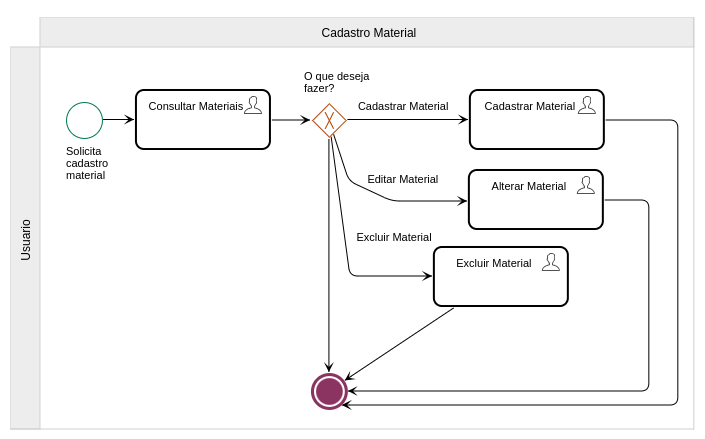 Cadastro Material
Usuario
Solicita
cadastro
material
Consultar Materiais
O que deseja
fazer?
Cadastrar Material
Cadastrar Material
Editar Material
Alterar Material
Excluir Material
Excluir Material